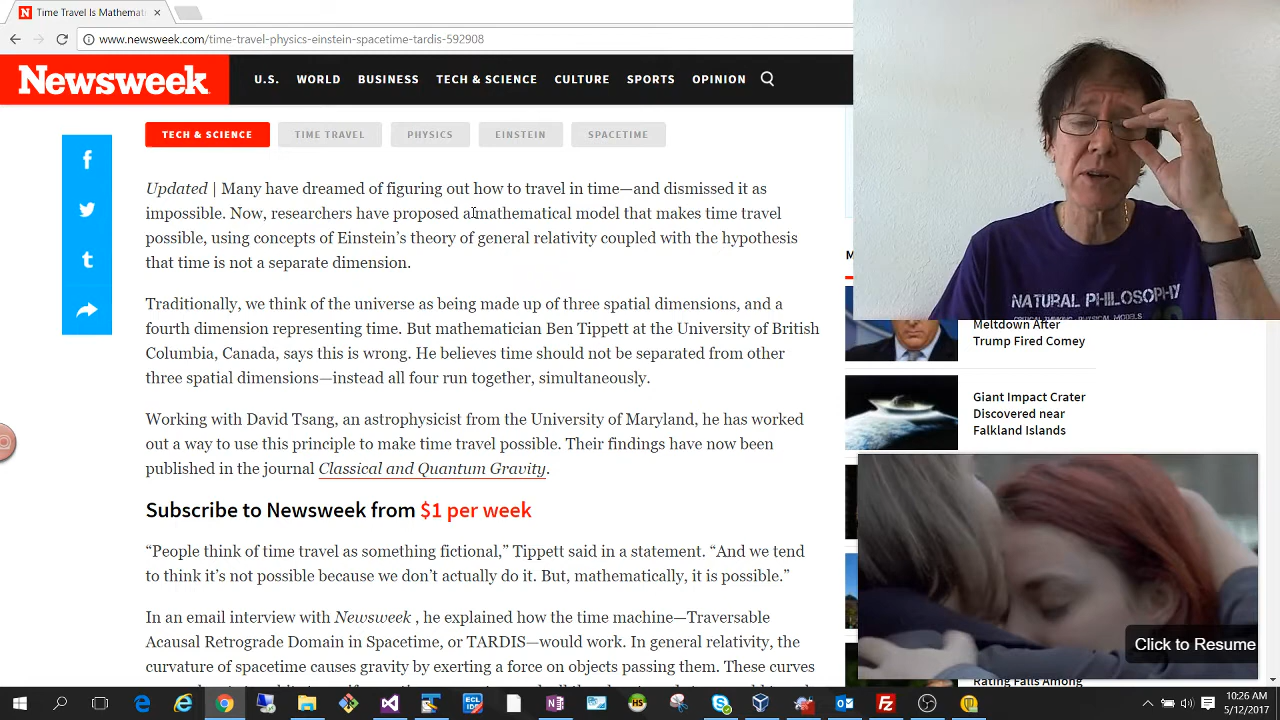 Time Travel Is Mathemati
www.newsweek.com/time-travel-physics-einstein-spacetime-tardis-592908
Newsweek
U.S. WORLD BUSINESS TECH & SCIENCE CULTURE SPORTS OPINION
TECH & SCIENCE TIME TRAVEL PHYSICS EINSTEIN SPACETIME
Updated | Many have dreamed of figuring out how to travel in time—and dismissed it as
impossible. Now, researchers have proposed a mathematical model that makes time travel
possible, using concepts of Einstein’s theory of general relativity coupled with the hypothesis
that time is not a separate dimension.
Traditionally, we think of the universe as being made up of three spatial dimensions, and a
fourth dimension representing time. But mathematician Ben Tippett at the University of British
Columbia, Canada, says this is wrong. He believes time should not be separated from other
three spatial dimensions—instead all four run together, simultaneously.
Working with David Tsang, an astrophysicist from the University of Maryland, he has worked
out a way to use this principle to make time travel possible. Their findings have now been
published in the journal Classical and Quantum Gravity.
Subscribe to Newsweek from $1 per week
“People think of time travel as something fictional,” Tippett said in a statement. “And we tend
to think it’s not possible because we don’t actually do it. But, mathematically, it is possible.”
In an email interview with Newsweek , he explained how the time machine—Traversable
Acausal Retrograde Domain in Spacetime, or TARDIS—would work. In general relativity, the
curvature of spacetime causes gravity by exerting a force on objects passing them. These curves
NATURAL PHILOSOPHY
CRITICAL THINKING PHYSICAL MODELS
M
Meltdown After
Trump Fired Comey
Giant Impact Crater
Discovered near
Falkland Islands
Click to Resume
Rating Falls Among
10:26 AM
5/12/2017